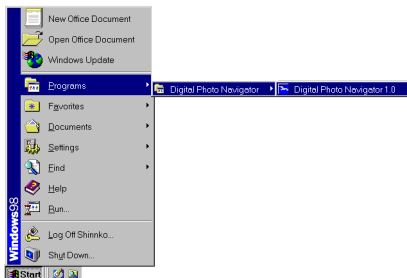 New Office Document
Open Office Document
Windows Update
Programs
Digital Photo Navigator
Digital Photo Navigator 1.0
Favorites
Documents
Settings
Find
Help
Run...
Log Off Shinnko...
Shut Down...
Windows98
Start